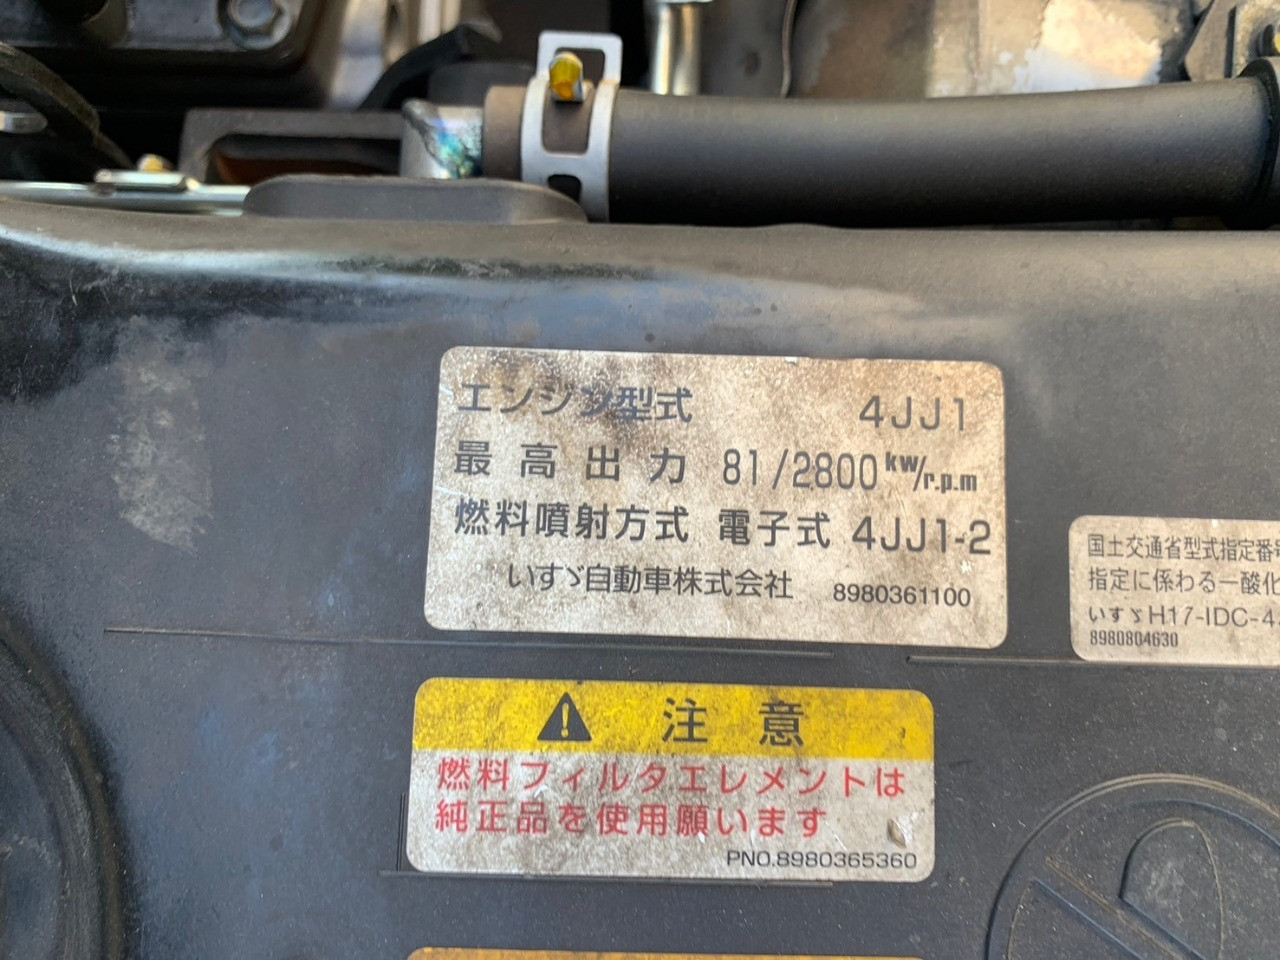 エンジン型式 4JJ1
最高出力 81/2800kw/r.p.m
燃料噴射方式 電子式 4JJ1-2
いすゞ自動車株式会社 8980361100
国土交通省型式指定番号
指定に係わる一酸化
いすゞH17-IDC-4
8980804630
注意
燃料フィルタエレメントは
純正品を使用願います
PNO.8980365360